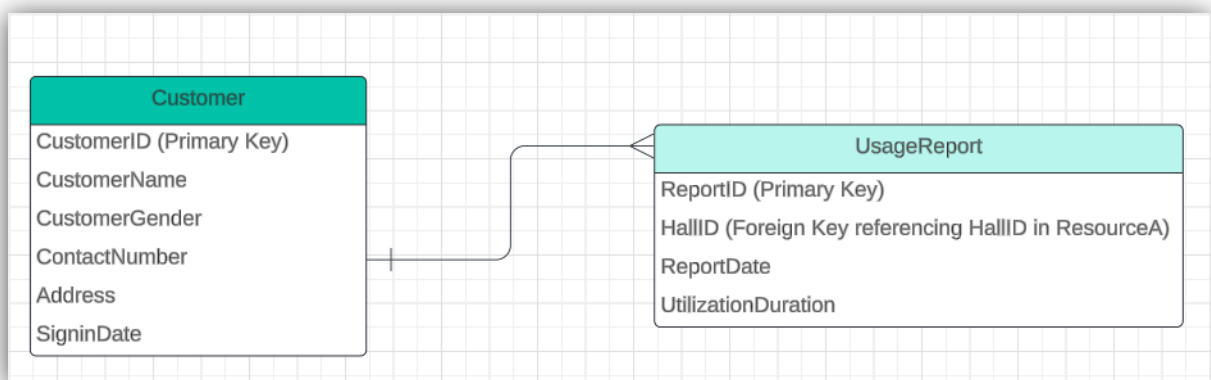 Customer
CustomerID (Primary Key)
CustomerName
CustomerGender
ContactNumber
Address
SigninDate
UsageReport
ReportID (Primary Key)
HallID (Foreign Key referencing HallID in ResourceA)
ReportDate
UtilizationDuration